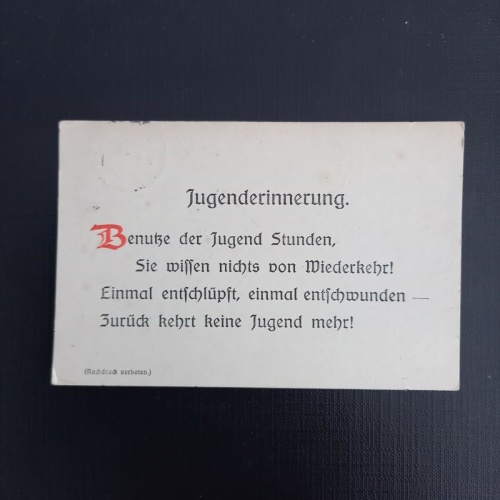 Jugenderinnerung.
Benutze der Jugend Stunden,
Sie wissen nichts von Wiederkehr!
Einmal entschlüpft, einmal entschwunden —
Zurück kehrt keine Jugend mehr!
(Nachdruck verboten.)